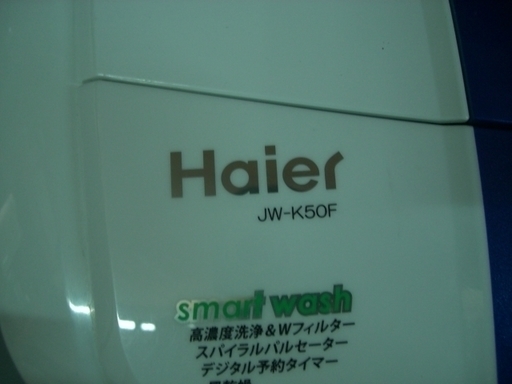 Haier
JW-K50F
smart wash
高濃度洗浄&Wフィルター
スパイラルパルセーター
デジタル予約タイマー